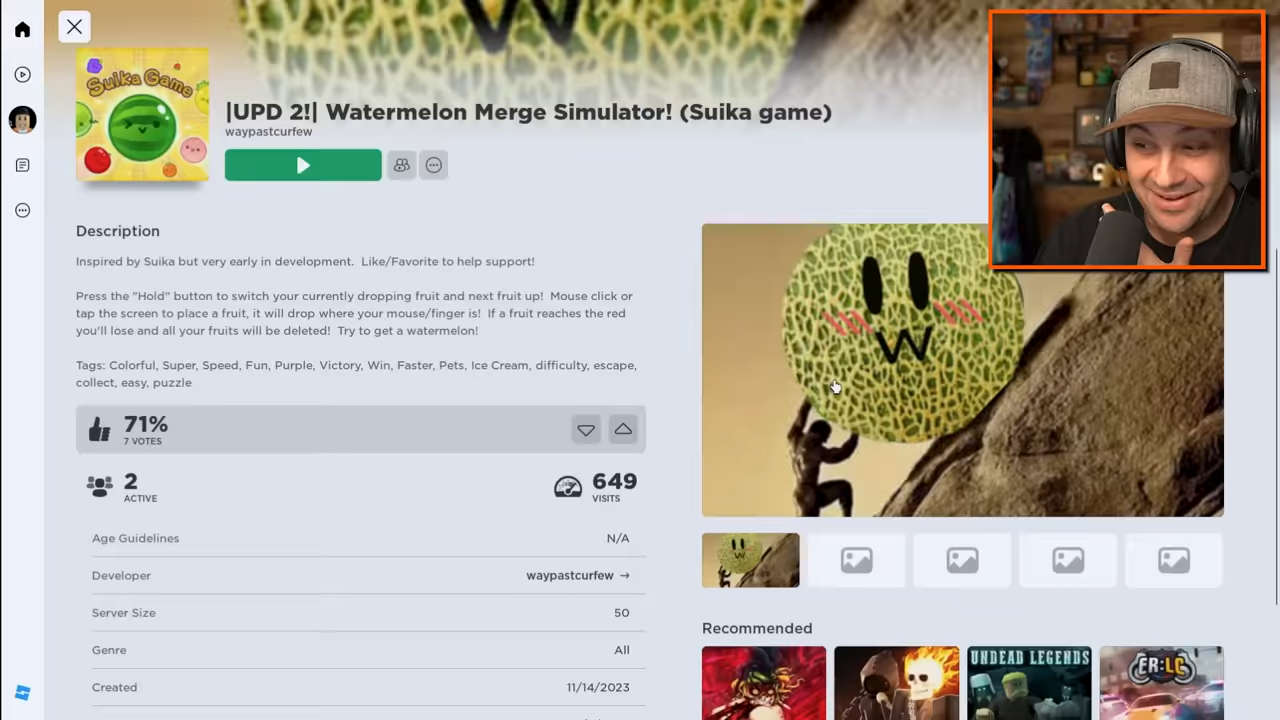 Suika Game
|UPD 2!| Watermelon Merge Simulator! (Suika game)
waypastcurfew
Description
Inspired by Suika but very early in development. Like/Favorite to help support!
Press the "Hold" button to switch your currently dropping fruit and next fruit up! Mouse click or
tap the screen to place a fruit, it will drop where your mouse/finger is! If a fruit reaches the red
you'll lose and all your fruits will be deleted! Try to get a watermelon!
Tags: Colorful, Super, Speed, Fun, Purple, Victory, Win, Faster, Pets, Ice Cream, difficulty, escape,
collect, easy, puzzle
71%
7 VOTES
2
ACTIVE
649
VISITS
Age Guidelines
N/A
Developer
waypastcurfew →
Server Size
50
Genre
All
Created
11/14/2023
Recommended
UNDEAD LEGENDS
ER:LC